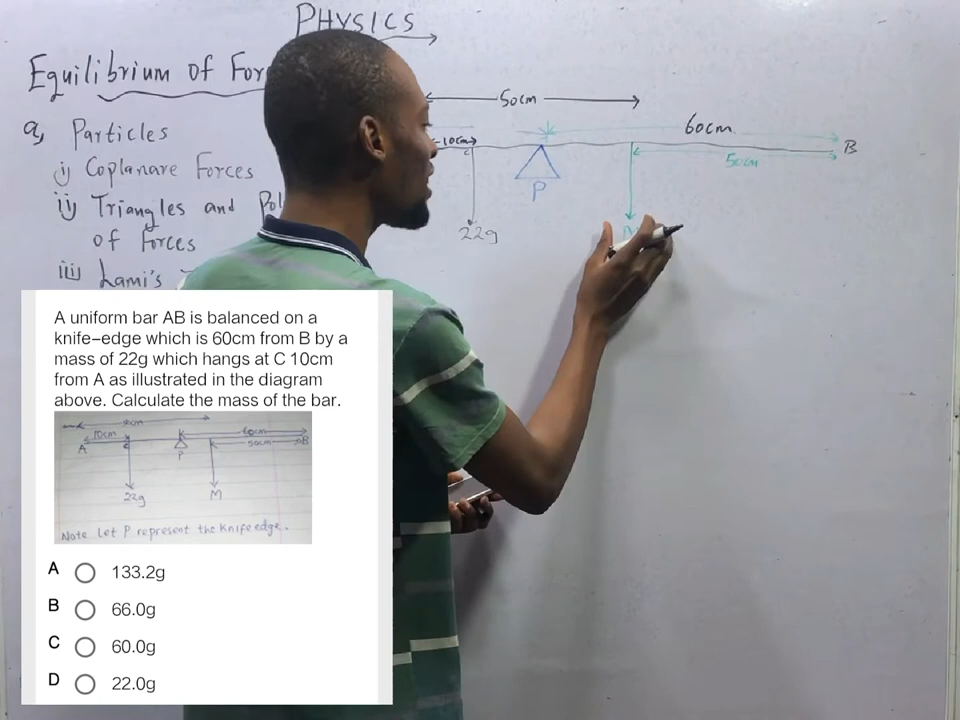 PHYSICS
Equilibrium of For
a, Particles
i) Coplanare Forces
ii) Triangles and Pol
of Forces
iii) Lami's
50cm
10cm
60cm
50cm
B
C
P
22g
A uniform bar AB is balanced on a
knife–edge which is 60cm from B by a
mass of 22g which hangs at C 10cm
from A as illustrated in the diagram
above. Calculate the mass of the bar.
10cm
60cm
50cm
A
C
P
B
22g
M
Note Let P represent the Knife edge.
A 133.2g
B 66.0g
C 60.0g
D 22.0g